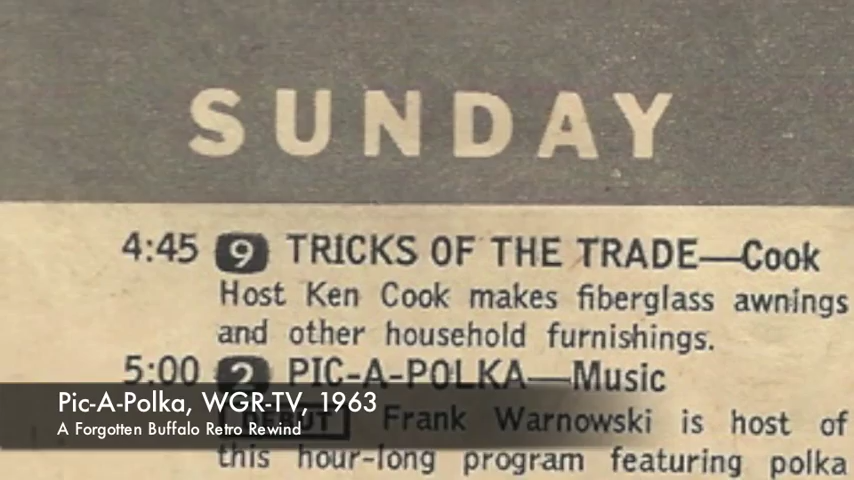 SUNDAY
4:45 9 TRICKS OF THE TRADE—Cook
Host Ken Cook makes fiberglass awnings
and other household furnishings.
5:00 2 PIC-A-POLKA—Music
DEBUT Frank Warnowski is host of
this hour-long program featuring polka
Pic-A-Polka, WGR-TV, 1963
A Forgotten Buffalo Retro Rewind